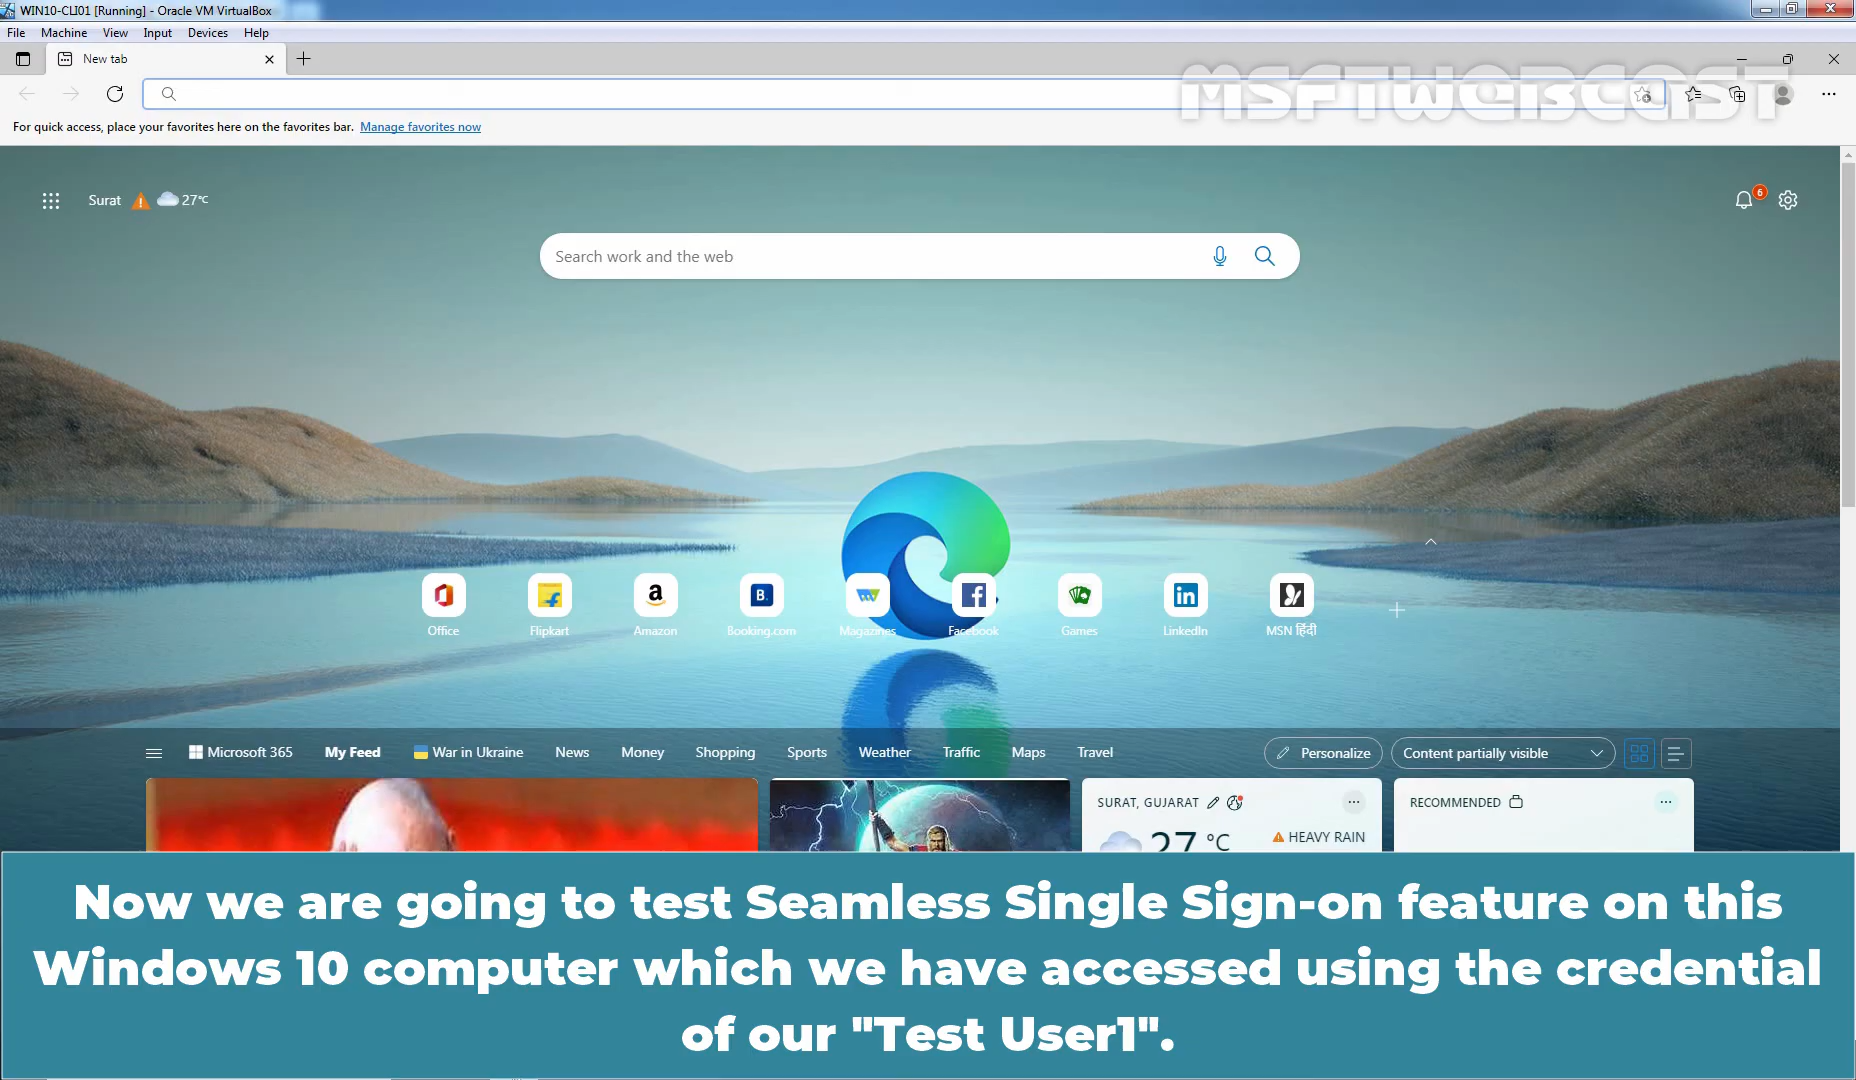 WIN10-CLI01 [Running] - Oracle VM VirtualBox
File Machine View Input Devices Help
New tab
MSFTWEBCAST
For quick access, place your favorites here on the favorites bar. Manage favorites now
Surat 27°C
6
Search work and the web
Office Flipkart Amazon Booking.com Magazines Facebook Games LinkedIn MSN हिंदी
Microsoft 365 My Feed War in Ukraine News Money Shopping Sports Weather Traffic Maps Travel Personalize Content partially visible
SURAT, GUJARAT RECOMMENDED
27 °C HEAVY RAIN
Now we are going to test Seamless Single Sign-on feature on this
Windows 10 computer which we have accessed using the credential
of our "Test User1".